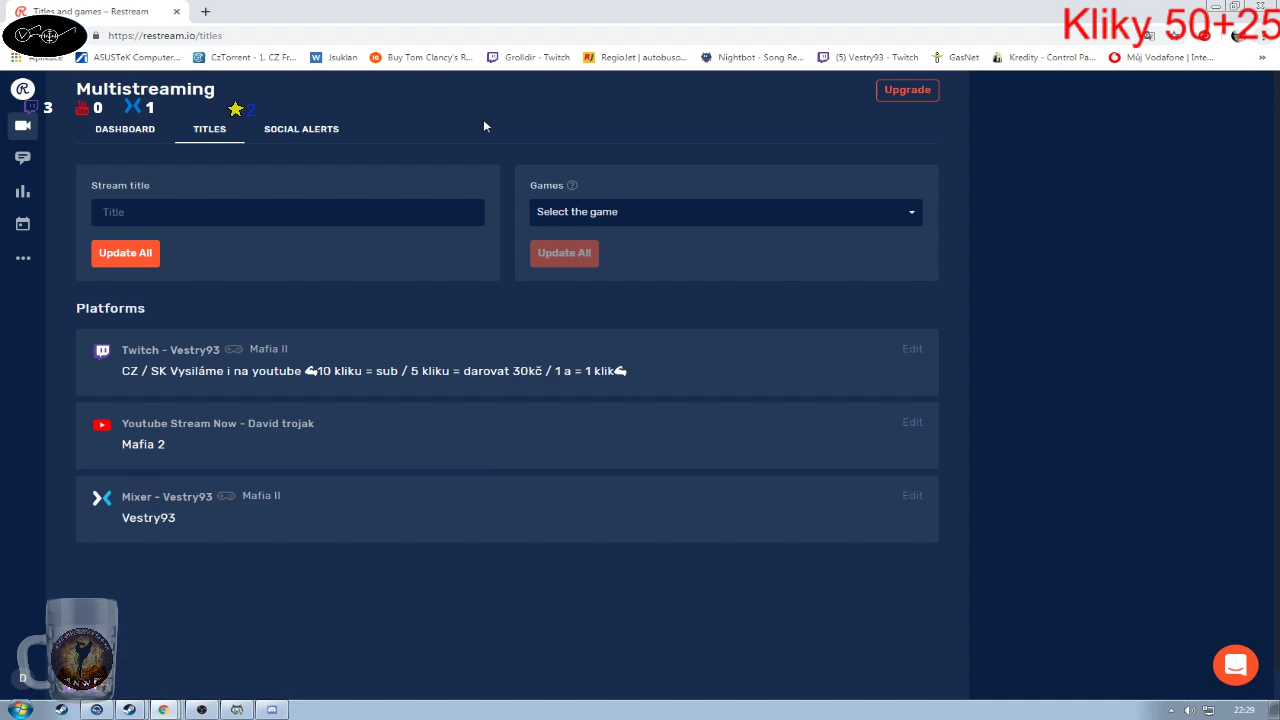 Titles and games – Restream
Kliky 50+25
https://restream.io/titles
Aplikace
ASUSTeK Computer...
CzTorrent - 1. CZ Fr...
Jsuklan
Buy Tom Clancy's R...
Grolldir - Twitch
RegioJet | autobuso...
Nightbot - Song Re...
(5) Vestry93 - Twitch
GasNet
Kredity - Control Pa...
Můj Vodafone | Inte...
»
Multistreaming
Upgrade
3
0
1
2
DASHBOARD
TITLES
SOCIAL ALERTS
Stream title
Games
Title
Select the game
Update All
Update All
Platforms
Twitch - Vestry93 Mafia II
Edit
CZ / SK Vysiláme i na youtube 💪10 kliku = sub / 5 kliku = darovat 30kč / 1 a = 1 klik💪
Youtube Stream Now - David trojak
Edit
Mafia 2
Mixer - Vestry93 Mafia II
Edit
Vestry93
D
22:29